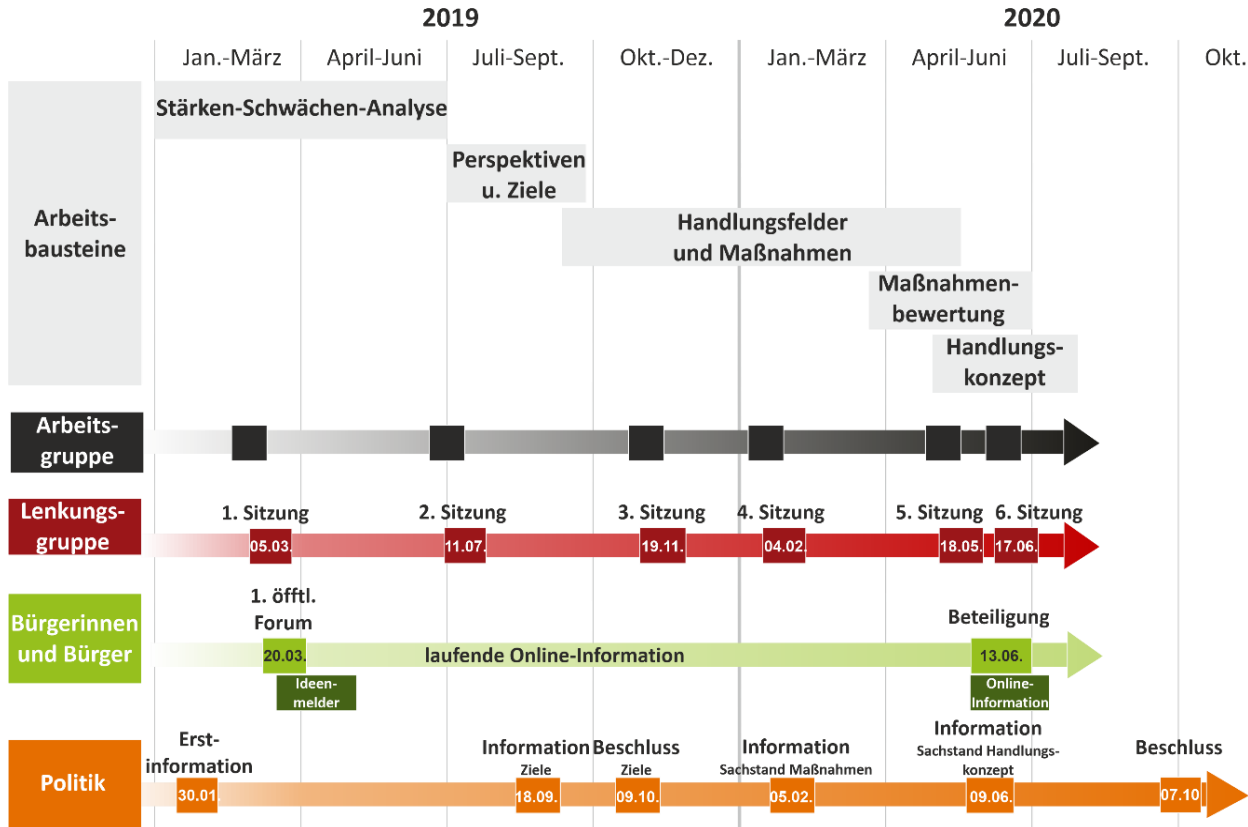 2019
2020
Jan.-März
April-Juni
Juli-Sept.
Okt.-Dez.
Jan.-März
April-Juni
Juli-Sept.
Okt.
Arbeits-
bausteine
Stärken-Schwächen-Analyse
Perspektiven
u. Ziele
Handlungsfelder
und Maßnahmen
Maßnahmen-
bewertung
Handlungs-
konzept
Arbeits-
gruppe
Lenkungs-
gruppe
1. Sitzung
05.03.
2. Sitzung
11.07.
3. Sitzung
19.11.
4. Sitzung
04.02.
5. Sitzung
18.05.
6. Sitzung
17.06.
Bürgerinnen
und Bürger
1. öfftl.
Forum
20.03.
Ideen-
melder
laufende Online-Information
Beteiligung
13.06.
Online-
Information
Politik
Erst-
information
30.01.
Information
Ziele
18.09.
Beschluss
Ziele
09.10.
Information
Sachstand Maßnahmen
05.02.
Information
Sachstand Handlungs-
konzept
09.06.
Beschluss
07.10